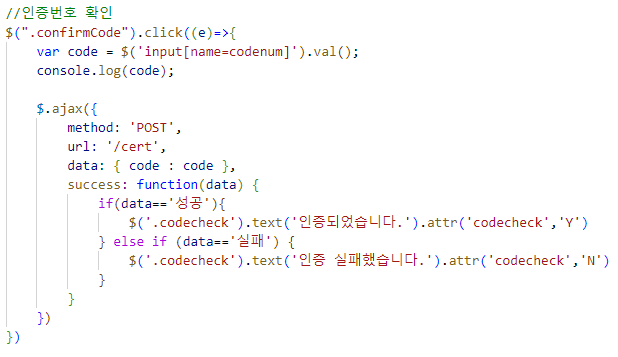 //인증번호 확인
$(".confirmCode").click((e)=>{
    var code = $('input[name=codenum]').val();
    console.log(code);

    $.ajax({
        method: 'POST',
        url: '/cert',
        data: { code : code },
        success: function(data) {
            if(data=='성공'){
                $('.codecheck').text('인증되었습니다.').attr('codecheck','Y')
            } else if (data=='실패') {
                $('.codecheck').text('인증 실패했습니다.').attr('codecheck','N')
            }
        }
    })
})